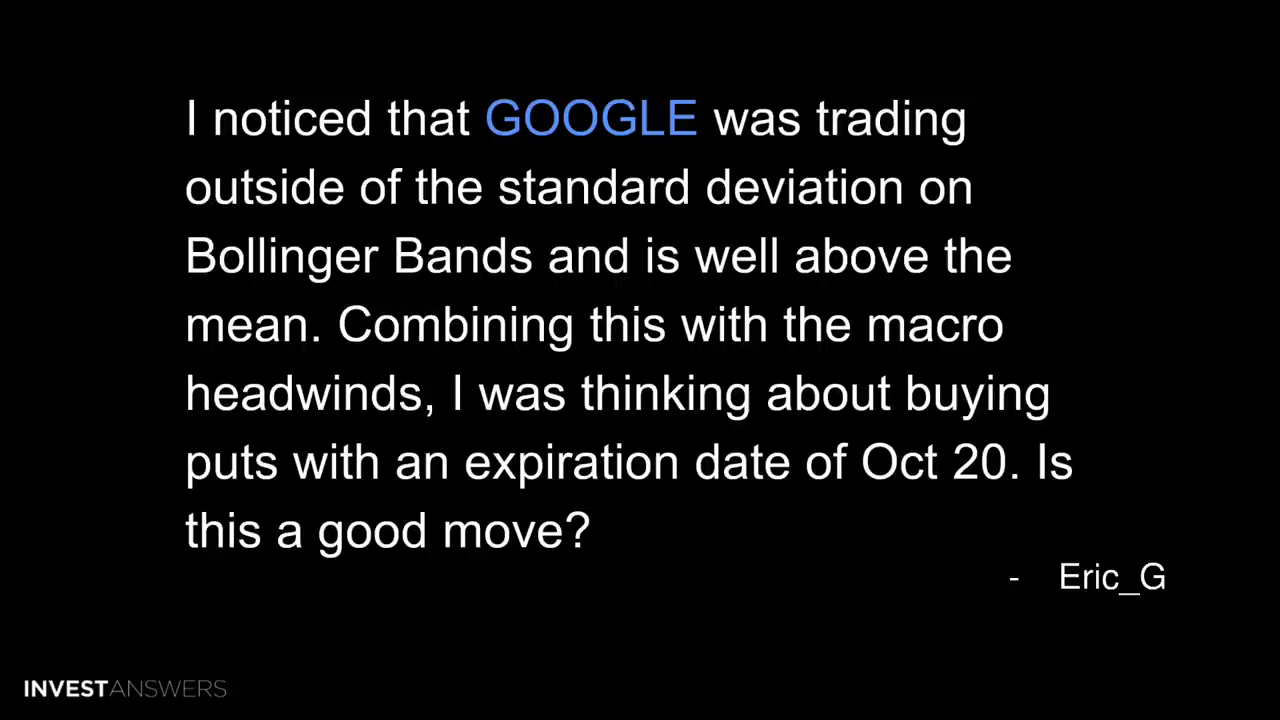 I noticed that GOOGLE was trading
outside of the standard deviation on
Bollinger Bands and is well above the
mean. Combining this with the macro
headwinds, I was thinking about buying
puts with an expiration date of Oct 20. Is
this a good move?
- Eric_G
INVESTANSWERS